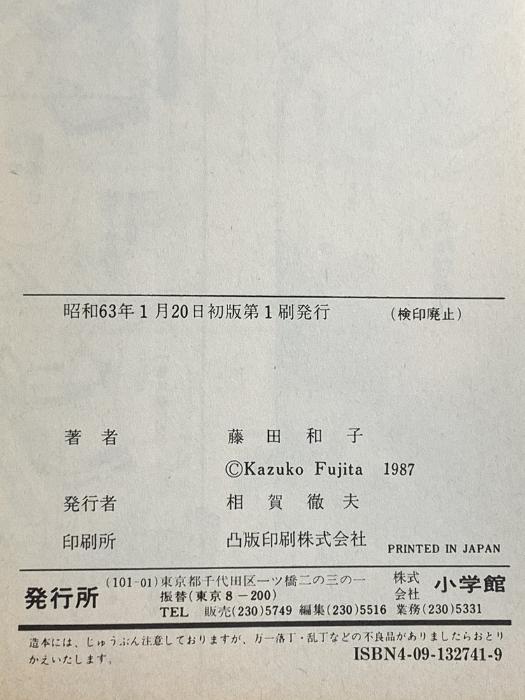 昭和63年1月20日初版第1刷発行 (検印廃止)
著者 藤田和子
©Kazuko Fujita 1987
発行者 相賀徹夫
印刷所 凸版印刷株式会社 PRINTED IN JAPAN
発行所 (101-01)東京都千代田区一ツ橋二の三の一 株式会社 小学館
振替(東京8-200)
TEL 販売(230)5749 編集(230)5516 業務(230)5331
造本には、じゅうぶん注意しておりますが、万一落丁・乱丁などの不良品がありましたらおとり
かえいたします。 ISBN4-09-132741-9